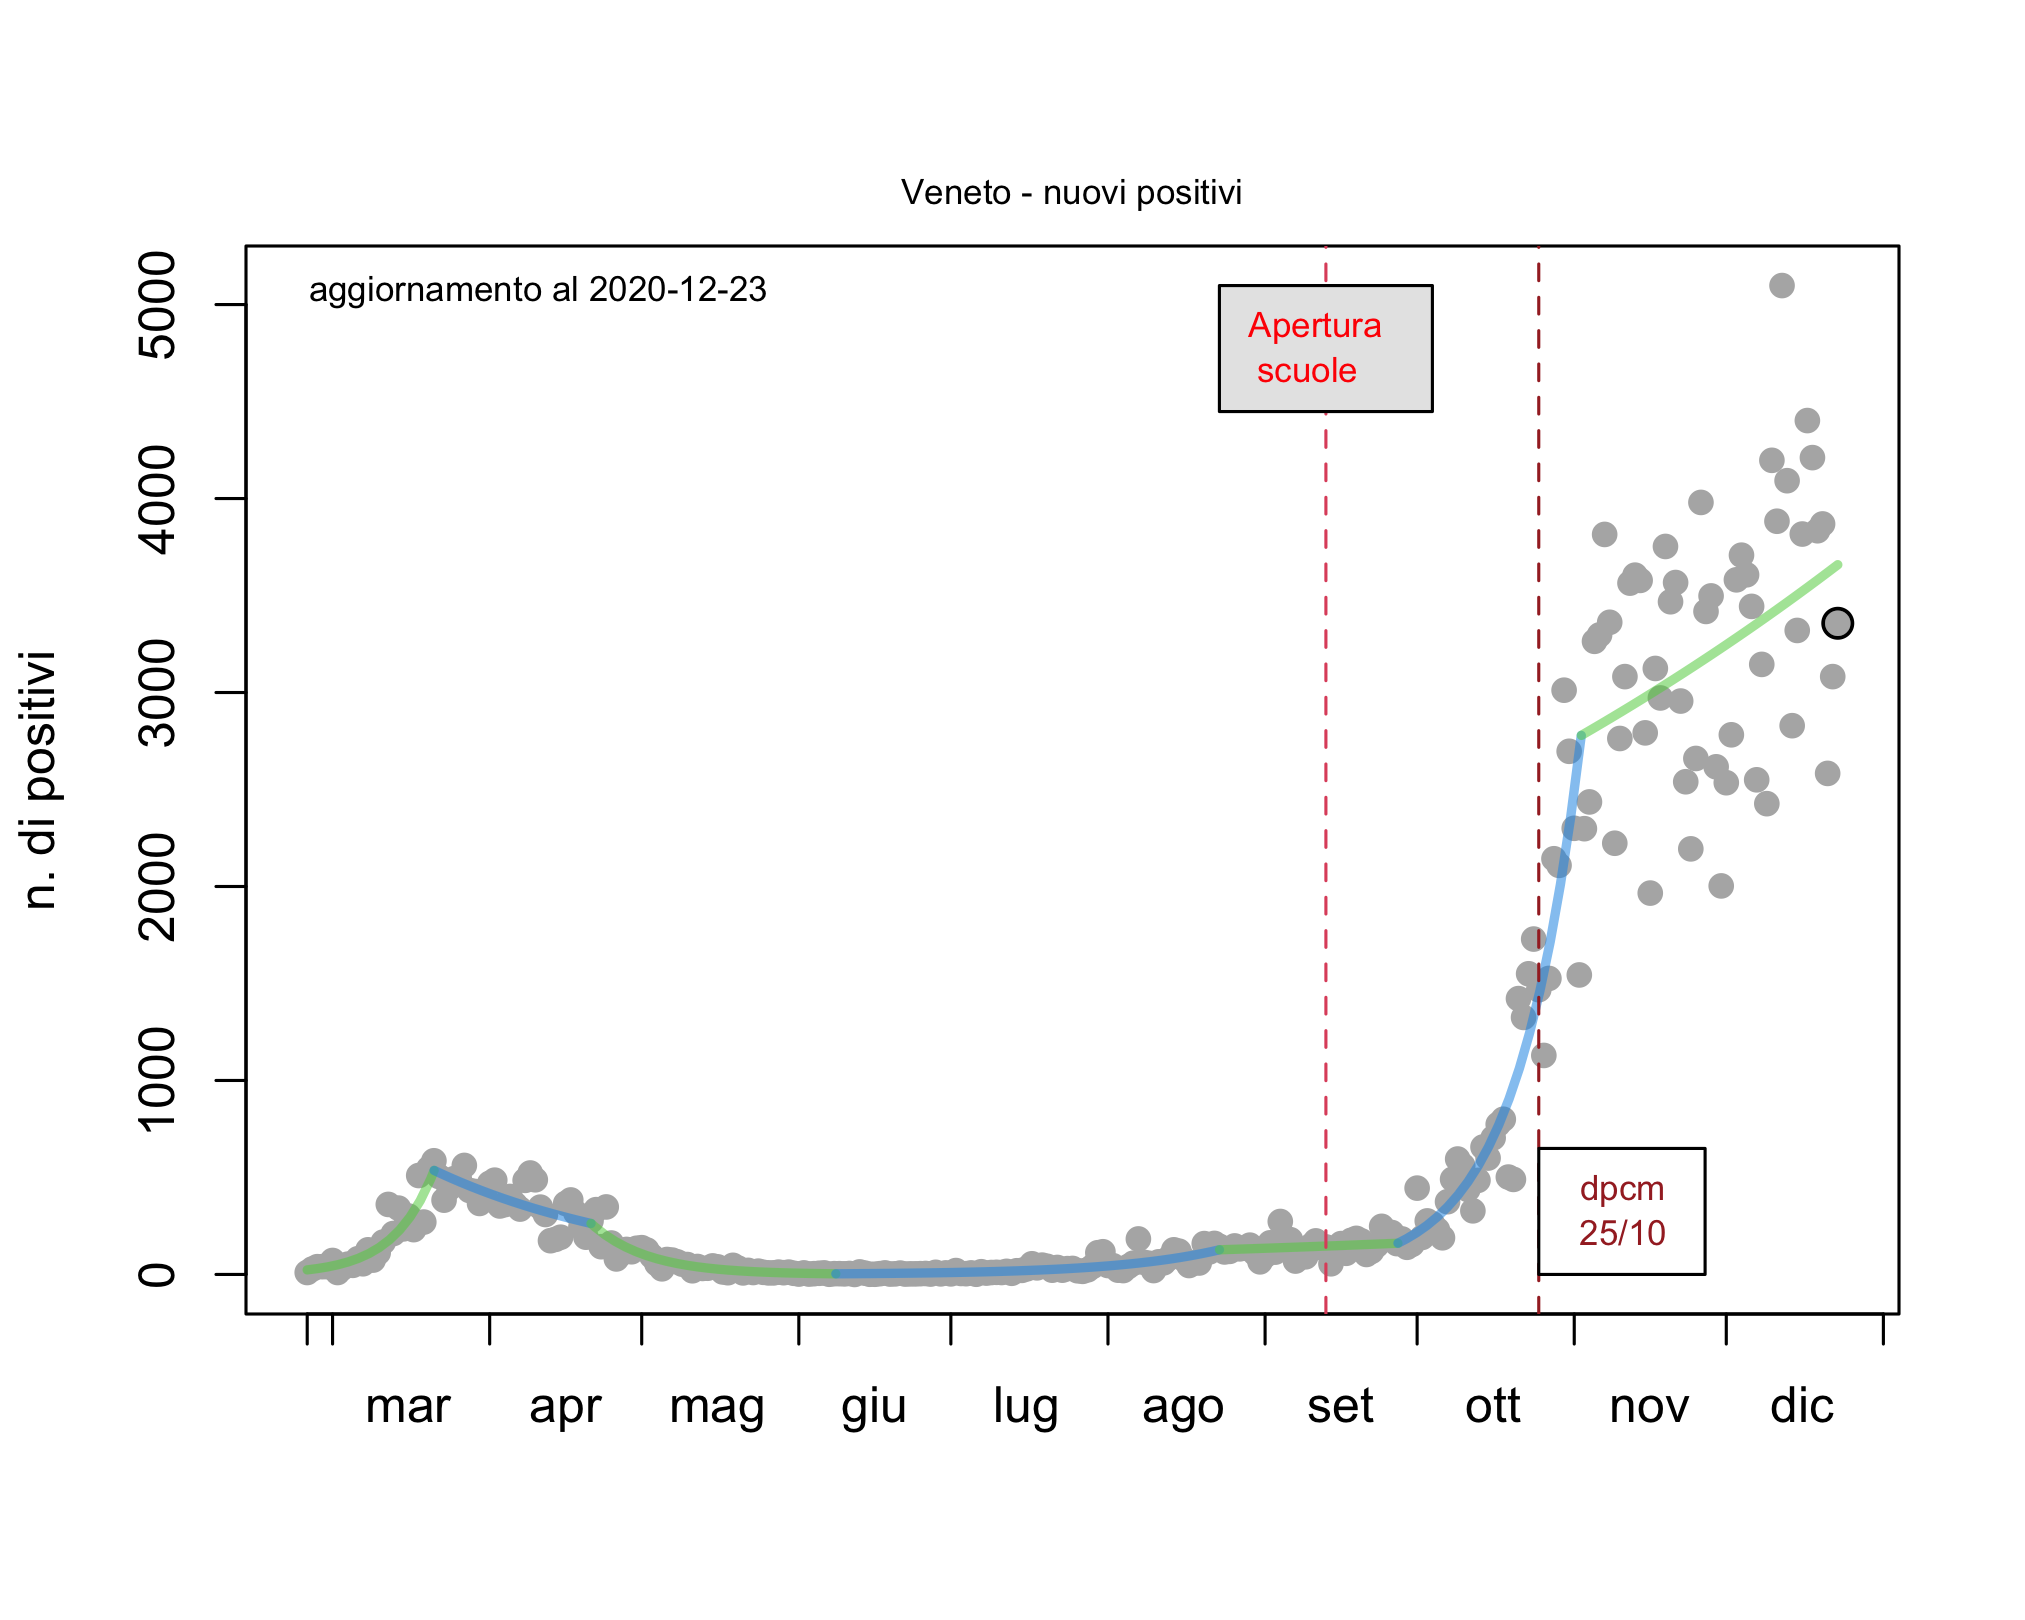 Veneto - nuovi positivi
aggiornamento al 2020-12-23
Apertura
scuole
dpcm
25/10
n. di positivi
5000
4000
3000
2000
1000
0
mar apr mag giu lug ago set ott nov dic